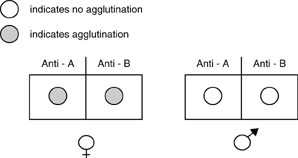 indicates no agglutination
indicates agglutination
Anti - A Anti - B Anti - A Anti - B